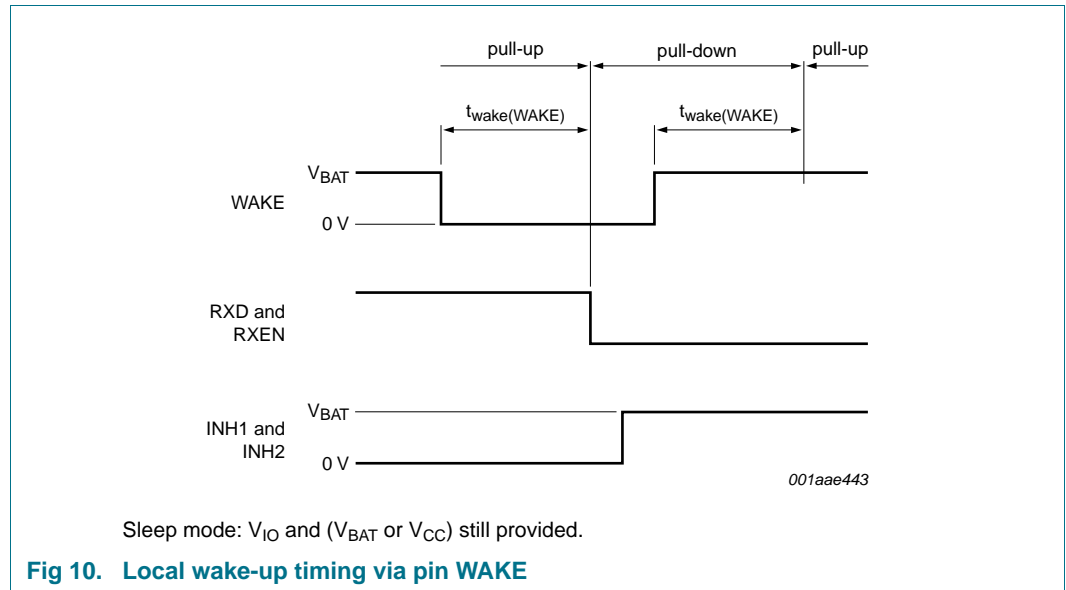 pull-up pull-down pull-up
twake(WAKE) twake(WAKE)
VBAT
WAKE
0 V
RXD and
RXEN
VBAT
INH1 and
INH2
0 V
001aae443
Sleep mode: VIO and (VBAT or VCC) still provided.
Fig 10. Local wake-up timing via pin WAKE